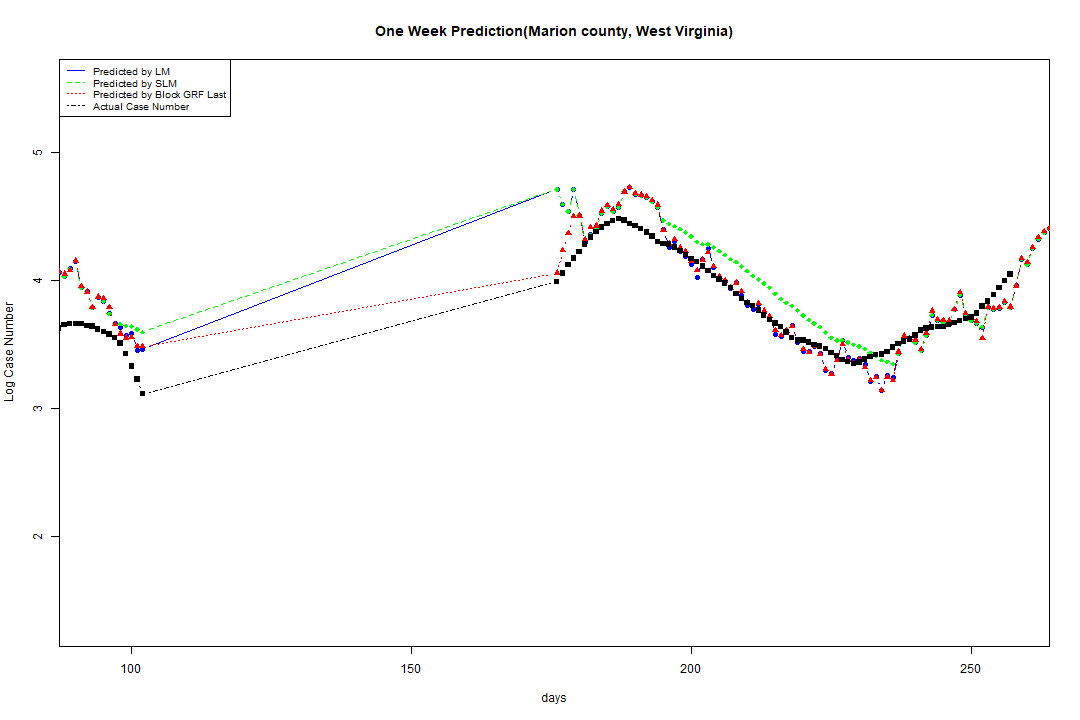 One Week Prediction(Marion county, West Virginia)
Predicted by LM
Predicted by SLM
Predicted by Block GRF Last
Actual Case Number
5
4
3
2
Log Case Number
100 150 200 250
days